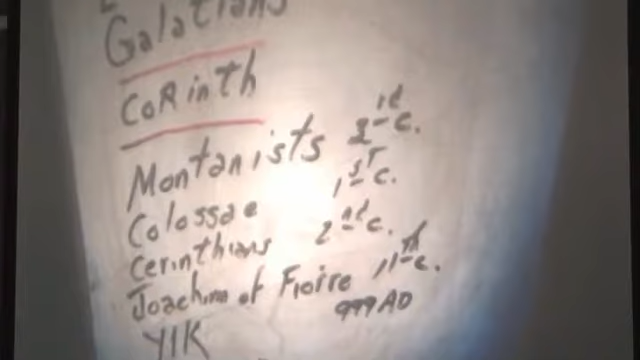 Galatians
CoRinth
Montanists 2nd c.
Colossae 1st c.
Cerinthians 2nd c.
Joachim of Fioire 11th c.
999 AD
Y1K